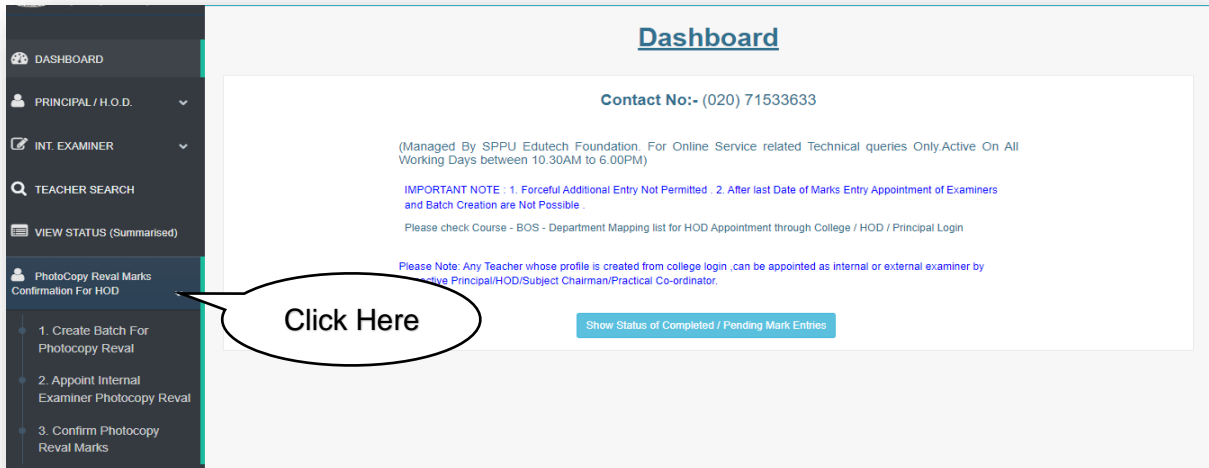 DASHBOARD
PRINCIPAL / H.O.D.
INT. EXAMINER
TEACHER SEARCH
VIEW STATUS (Summarised)
PhotoCopy Reval Marks
Confirmation For HOD
1. Create Batch For
Photocopy Reval
2. Appoint Internal
Examiner Photocopy Reval
3. Confirm Photocopy
Reval Marks
Dashboard
Contact No:- (020) 71533633
(Managed By SPPU Edutech Foundation. For Online Service related Technical queries Only.Active On All
Working Days between 10.30AM to 6.00PM)
IMPORTANT NOTE : 1. Forceful Additional Entry Not Permitted . 2. After last Date of Marks Entry Appointment of Examiners
and Batch Creation are Not Possible .
Please check Course - BOS - Department Mapping list for HOD Appointment through College / HOD / Principal Login
Please Note: Any Teacher whose profile is created from college login ,can be appointed as internal or external examiner by
Principal/HOD/Subject Chairman/Practical Co-ordinator.
Click Here
Show Status of Completed / Pending Mark Entries